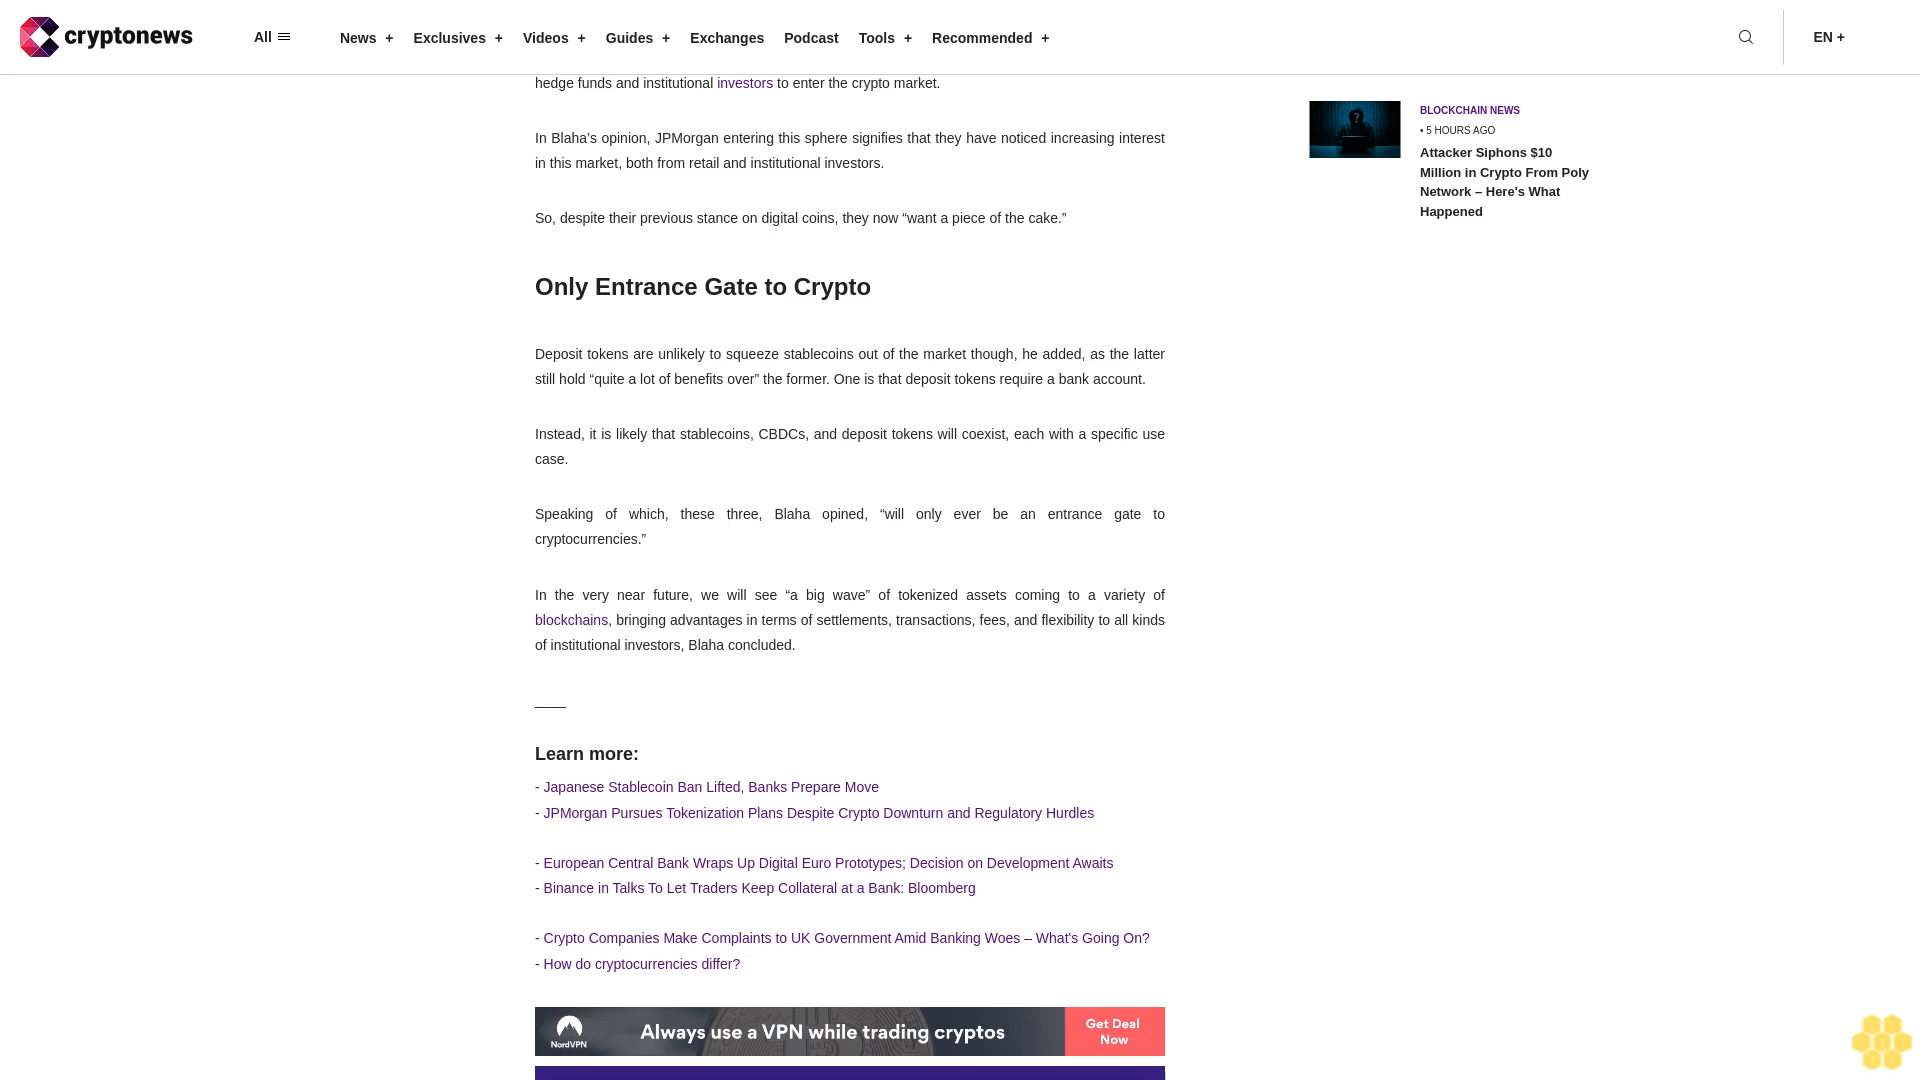 cryptonews
All
News + Exclusives + Videos + Guides + Exchanges Podcast Tools + Recommended +
EN +
hedge funds and institutional investors to enter the crypto market.
In Blaha’s opinion, JPMorgan entering this sphere signifies that they have noticed increasing interest
in this market, both from retail and institutional investors.
So, despite their previous stance on digital coins, they now “want a piece of the cake.”
Only Entrance Gate to Crypto
Deposit tokens are unlikely to squeeze stablecoins out of the market though, he added, as the latter
still hold “quite a lot of benefits over” the former. One is that deposit tokens require a bank account.
Instead, it is likely that stablecoins, CBDCs, and deposit tokens will coexist, each with a specific use
case.
Speaking of which, these three, Blaha opined, “will only ever be an entrance gate to
cryptocurrencies.”
In the very near future, we will see “a big wave” of tokenized assets coming to a variety of
blockchains, bringing advantages in terms of settlements, transactions, fees, and flexibility to all kinds
of institutional investors, Blaha concluded.
____
Learn more:
- Japanese Stablecoin Ban Lifted, Banks Prepare Move
- JPMorgan Pursues Tokenization Plans Despite Crypto Downturn and Regulatory Hurdles
- European Central Bank Wraps Up Digital Euro Prototypes; Decision on Development Awaits
- Binance in Talks To Let Traders Keep Collateral at a Bank: Bloomberg
- Crypto Companies Make Complaints to UK Government Amid Banking Woes – What's Going On?
- How do cryptocurrencies differ?
NordVPN
Always use a VPN while trading cryptos
Get Deal
Now
BLOCKCHAIN NEWS
• 5 HOURS AGO
Attacker Siphons $10
Million in Crypto From Poly
Network – Here's What
Happened